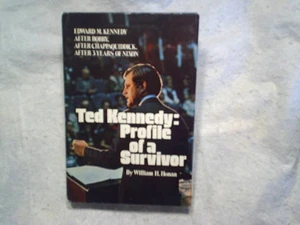 EDWARD M. KENNEDY
AFTER BOBBY,
AFTER CHAPPAQUIDDICK,
AFTER 3 YEARS OF NIXON
Ted Kennedy:
Profile
of a
Survivor
By William H. Honan